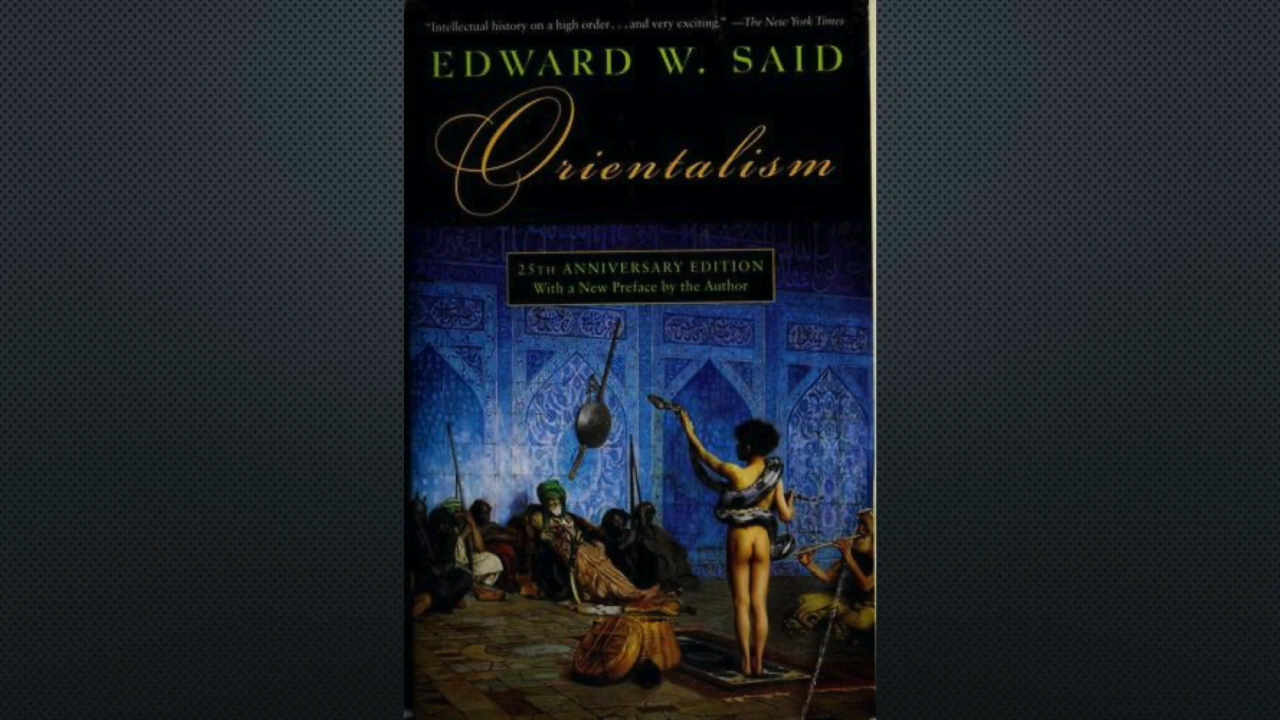 “Intellectual history on a high order...and very exciting.” —The New York Times
EDWARD W. SAID
Orientalism
25TH ANNIVERSARY EDITION
With a New Preface by the Author